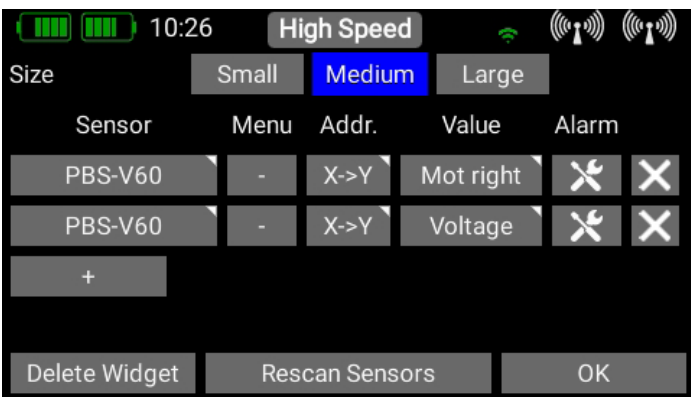 10:26 High Speed
Size Small Medium Large
Sensor Menu Addr. Value Alarm
PBS-V60 - X->Y Mot right
PBS-V60 - X->Y Voltage
+
Delete Widget Rescan Sensors OK